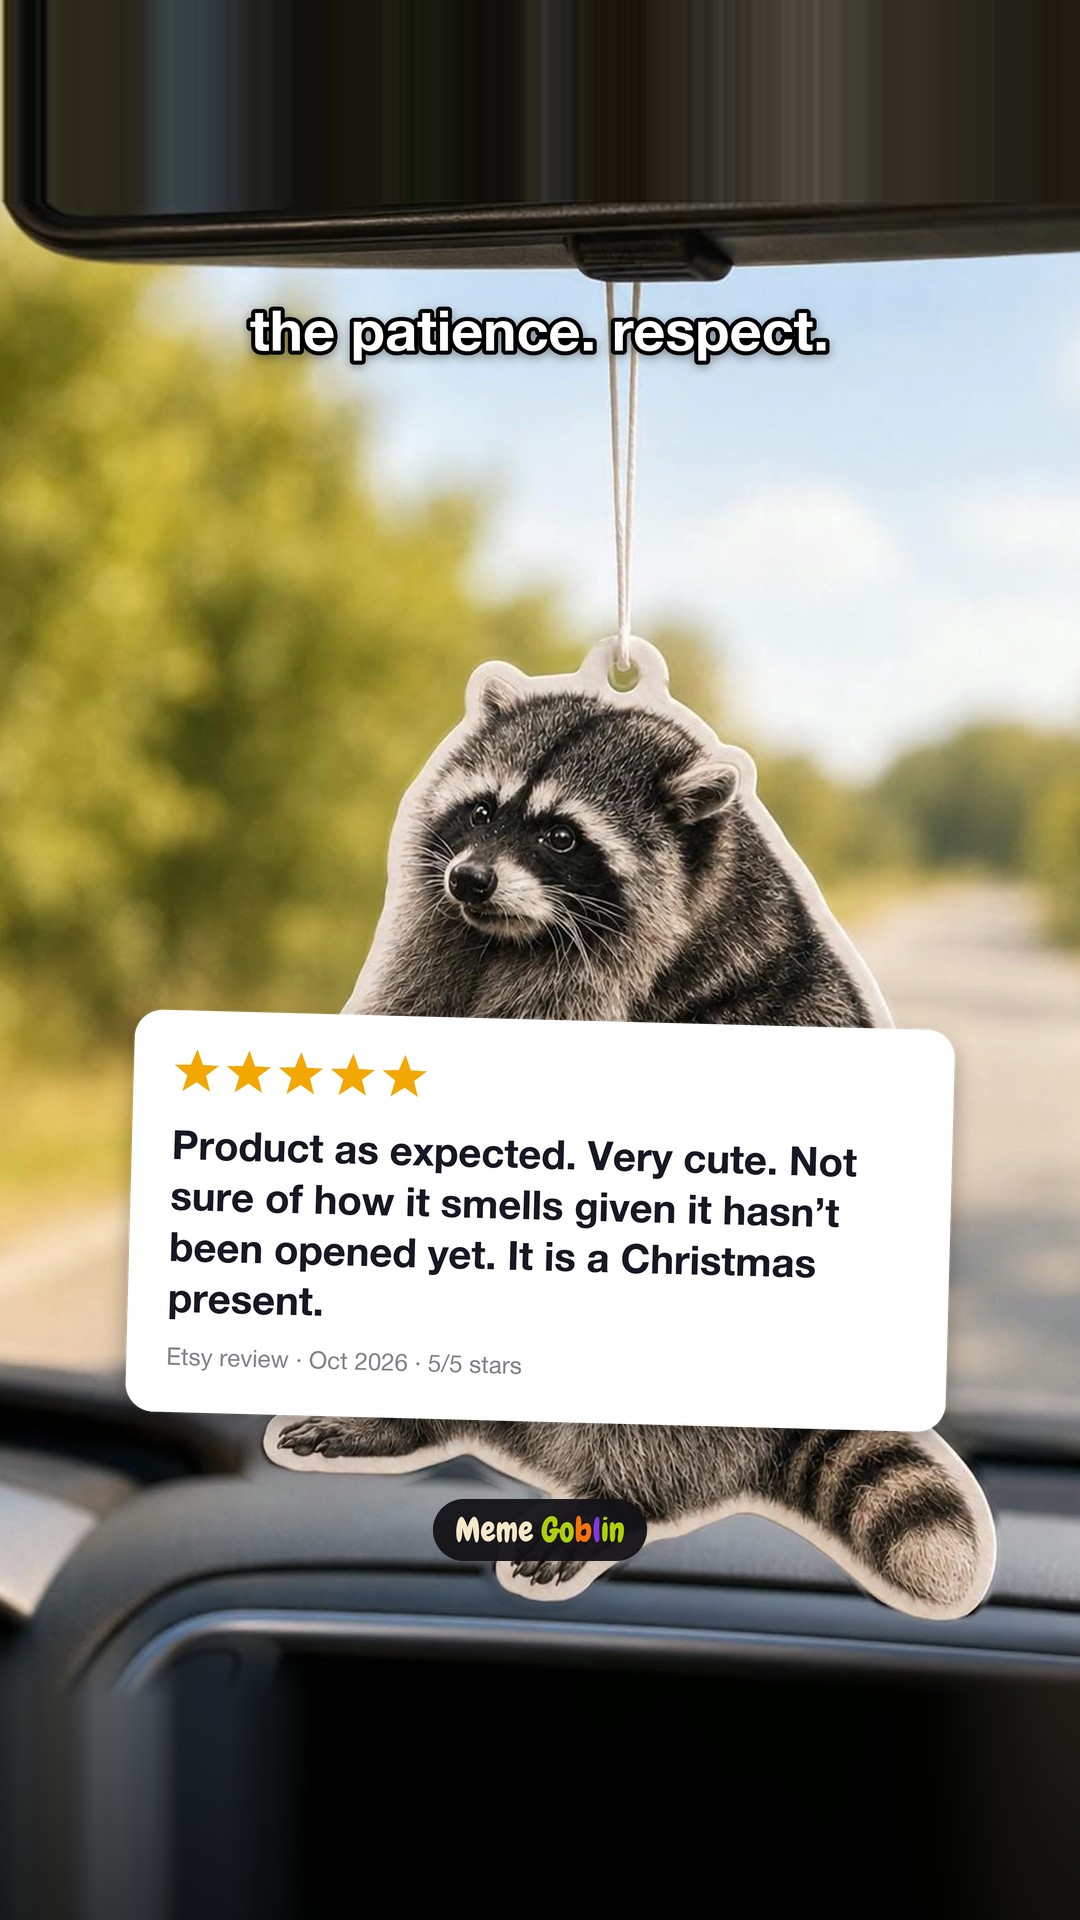 the patience. respect.
Product as expected. Very cute. Not
sure of how it smells given it hasn’t
been opened yet. It is a Christmas
present.
Etsy review · Oct 2026 · 5/5 stars
Meme Goblin